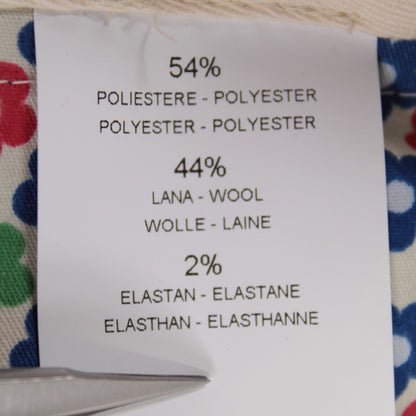 54%
POLIESTERE - POLYESTER
POLYESTER - POLYESTER
44%
LANA - WOOL
WOLLE - LAINE
2%
ELASTAN - ELASTANE
ELASTHAN - ELASTHANNE